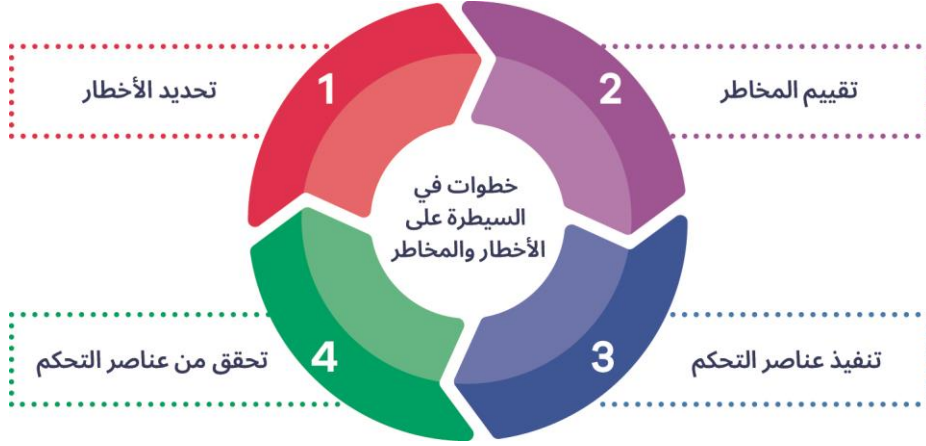 خطوات في
السيطرة على
الأخطار والمخاطر
1
تحديد الأخطار
2
تقييم المخاطر
3
تنفيذ عناصر التحكم
4
تحقق من عناصر التحكم